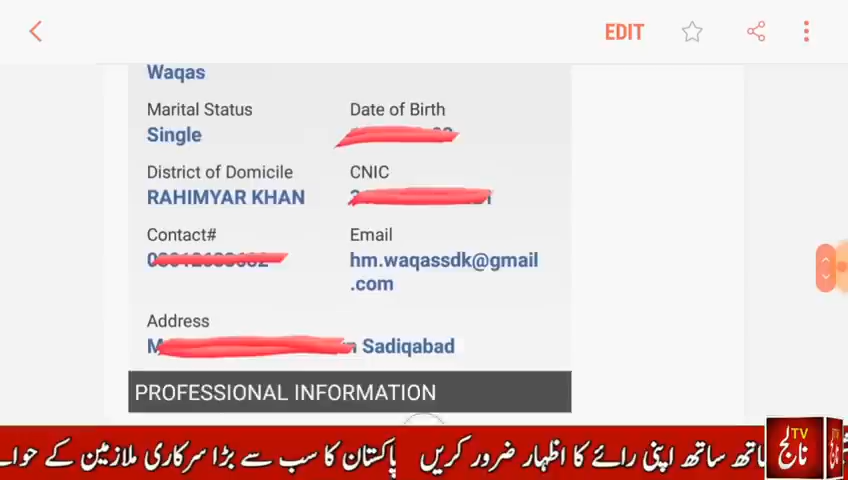 EDIT
Waqas
Marital Status
Date of Birth
Single
District of Domicile
CNIC
RAHIMYAR KHAN
Contact#
Email
hm.waqassdk@gmail
.com
Address
Sadiqabad
PROFESSIONAL INFORMATION
ساتھ اپنی رائے کا اظہار ضرور کریں پاکستان کا سب سے بڑا سرکاری ملازمین کے
TV
نالج